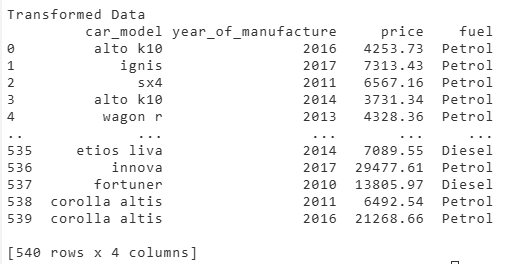 Transformed Data
car_model year_of_manufacture price fuel
0 alto k10 2016 4253.73 Petrol
1 ignis 2017 7313.43 Petrol
2 sx4 2011 6567.16 Petrol
3 alto k10 2014 3731.34 Petrol
4 wagon r 2013 4328.36 Petrol
.. ... ... ... ...
535 etios liva 2014 7089.55 Diesel
536 innova 2017 29477.61 Petrol
537 fortuner 2010 13805.97 Diesel
538 corolla altis 2011 6492.54 Petrol
539 corolla altis 2016 21268.66 Petrol
[540 rows x 4 columns]